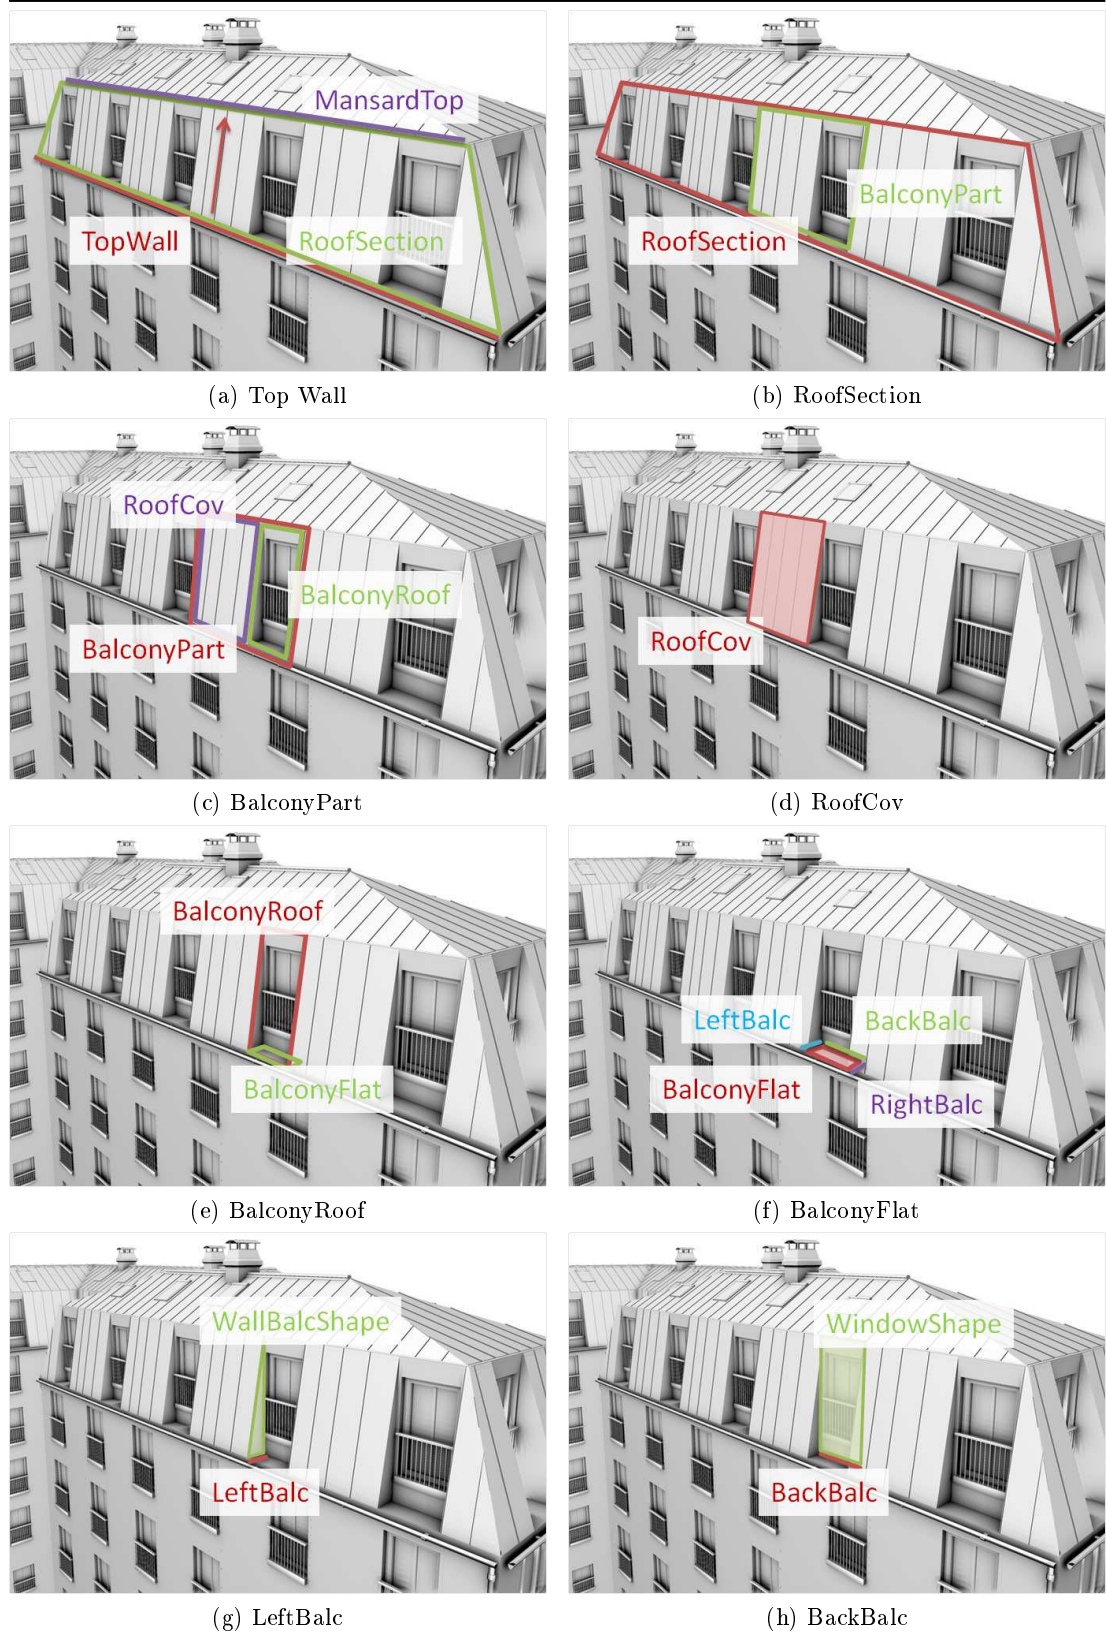 MansardTop
TopWall
RoofSection
(a) Top Wall
BalconyPart
RoofSection
(b) RoofSection
RoofCov
BalconyRoof
BalconyPart
(c) BalconyPart
RoofCov
(d) RoofCov
BalconyRoof
BalconyFlat
(e) BalconyRoof
LeftBalc
BackBalc
BalconyFlat
RightBalc
(f) BalconyFlat
WallBalcShape
LeftBalc
(g) LeftBalc
WindowShape
BackBalc
(h) BackBalc